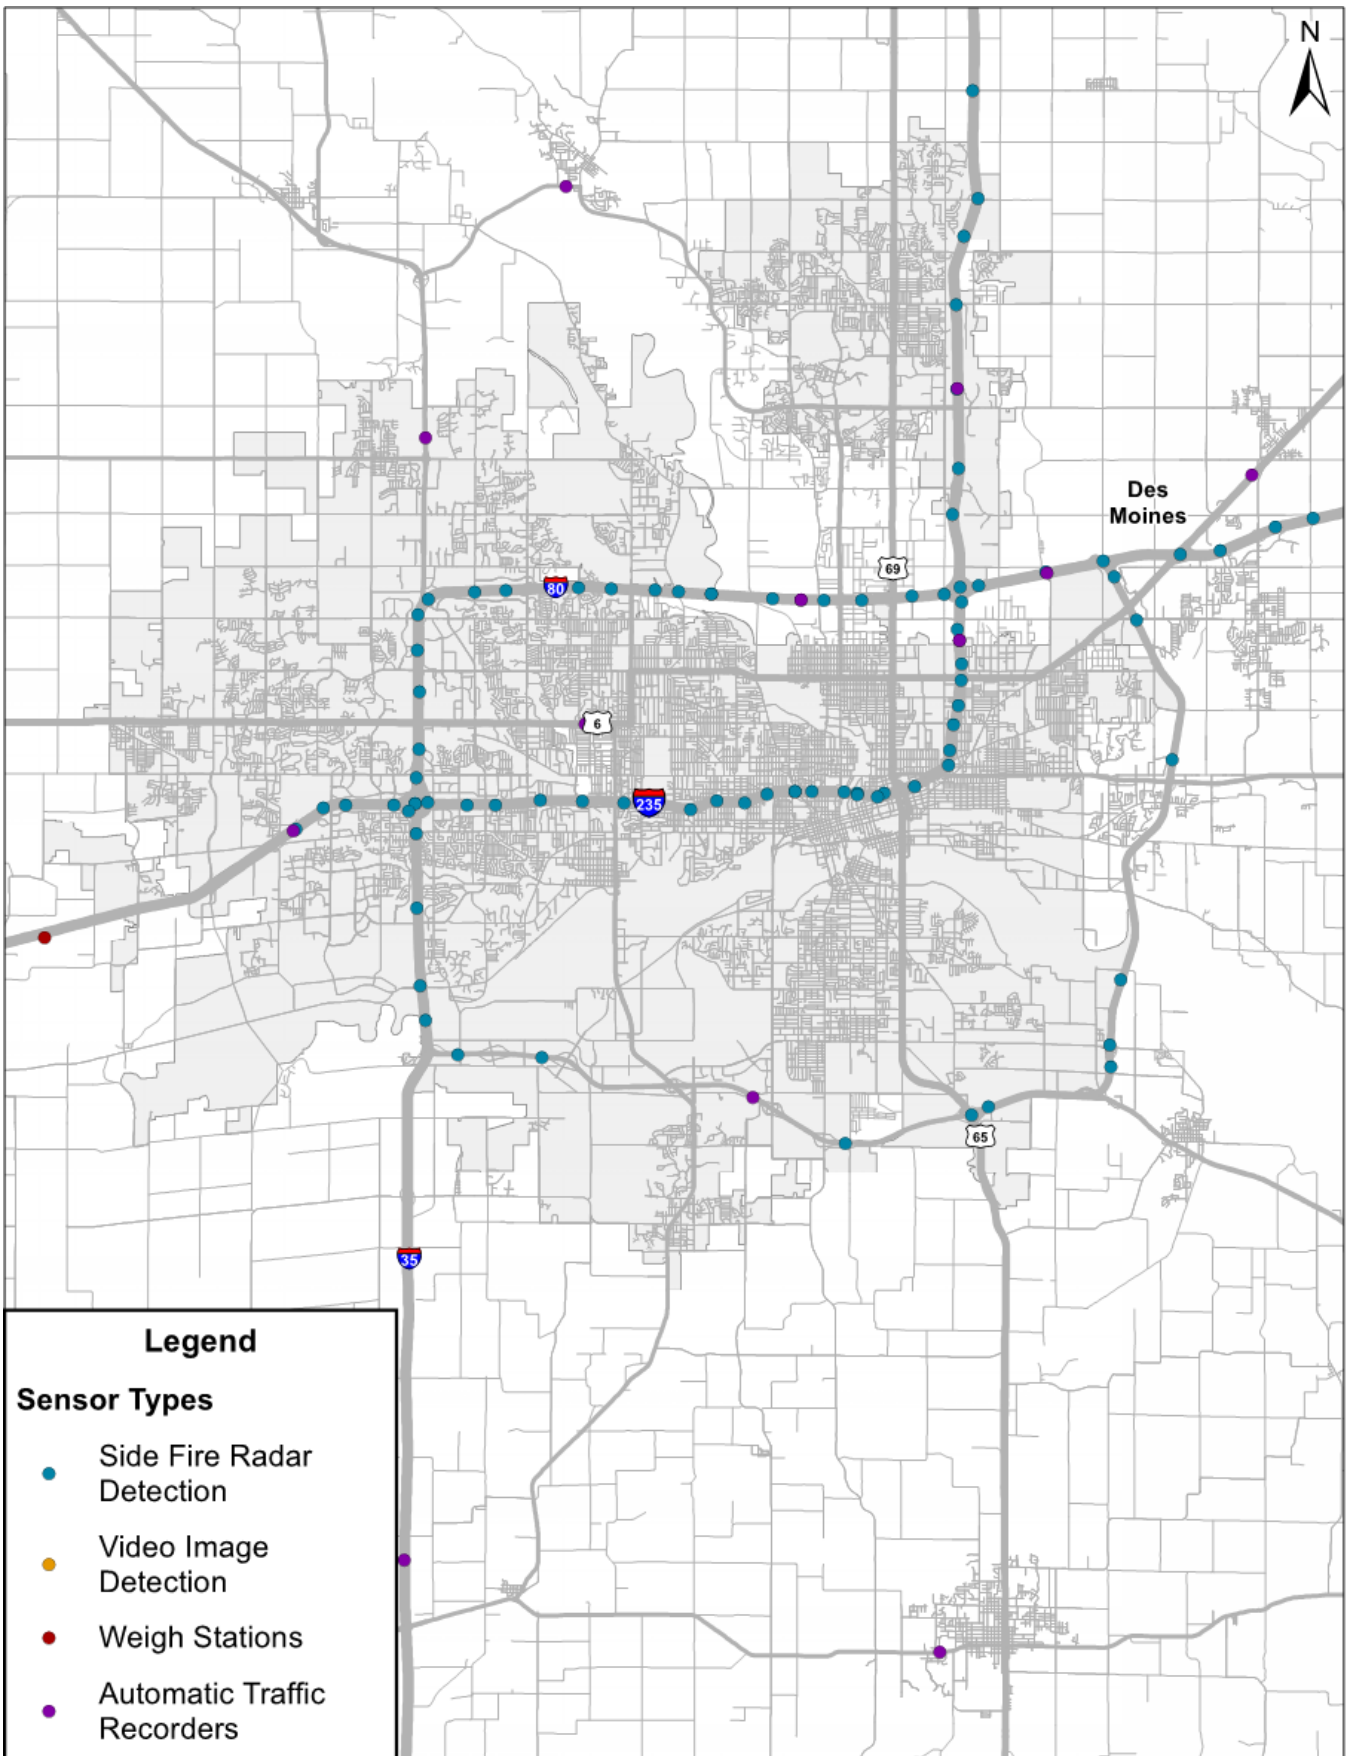 N
Des
Moines
69
80
6
235
65
35
Legend
Sensor Types
Side Fire Radar
Detection
Video Image
Detection
Weigh Stations
Automatic Traffic
Recorders